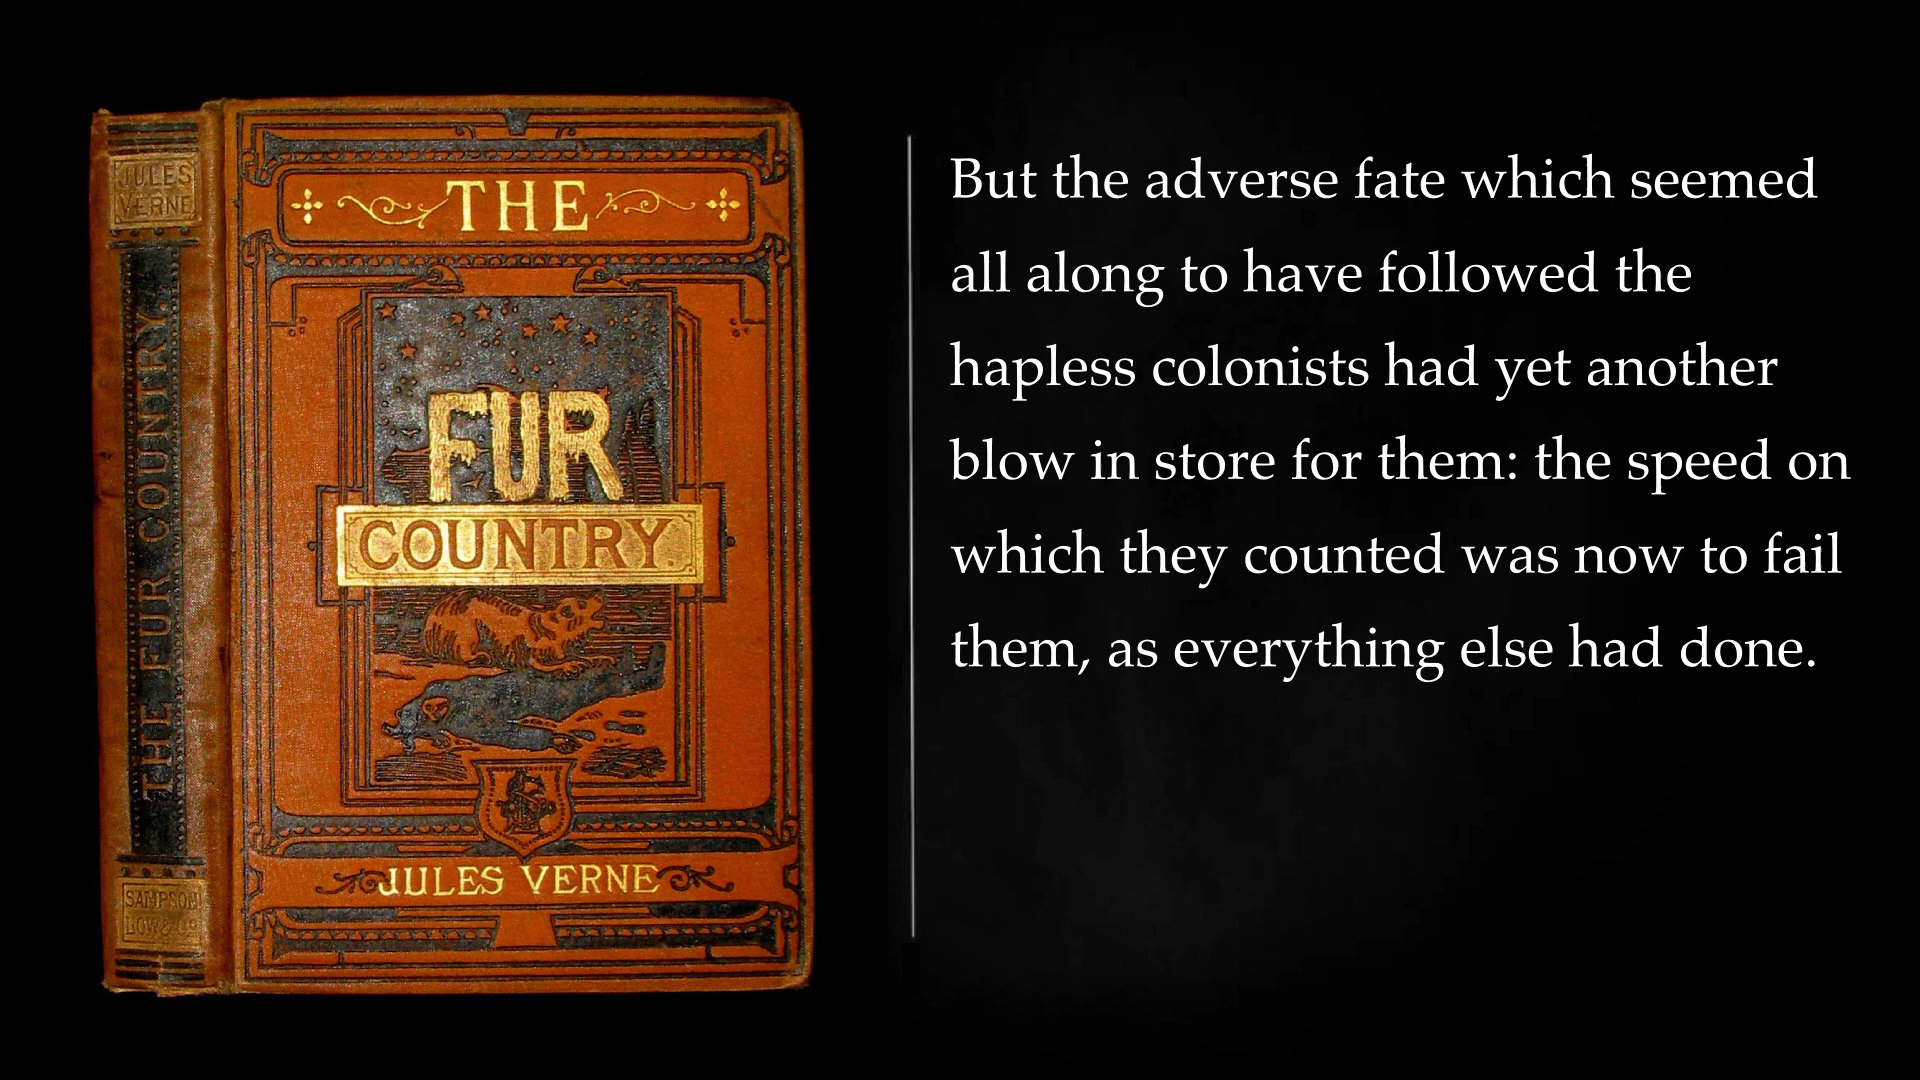 JULES
VERNE
THE FUR COUNTRY.
SAMPSON
LOW & Co
THE
FUR
COUNTRY.
JULES VERNE
But the adverse fate which seemed
all along to have followed the
hapless colonists had yet another
blow in store for them: the speed on
which they counted was now to fail
them, as everything else had done.